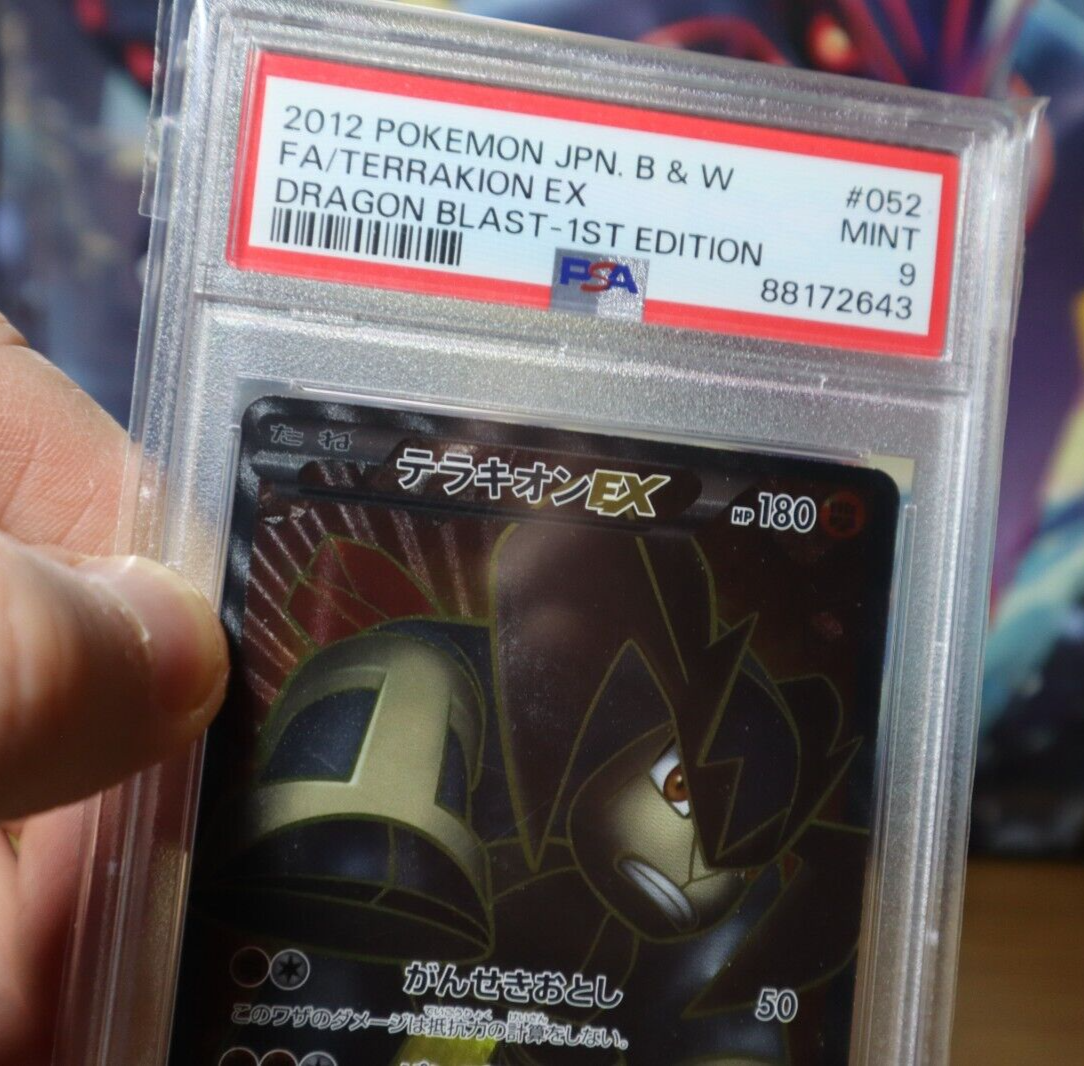 2012 POKEMON JPN. B & W #052
FA/TERRAKION EX MINT
DRAGON BLAST-1ST EDITION 9
PSA 88172643
たね テラキオンEX HP180
がんせきおとし 50
このワザのダメージは抵抗力の計算をしない。